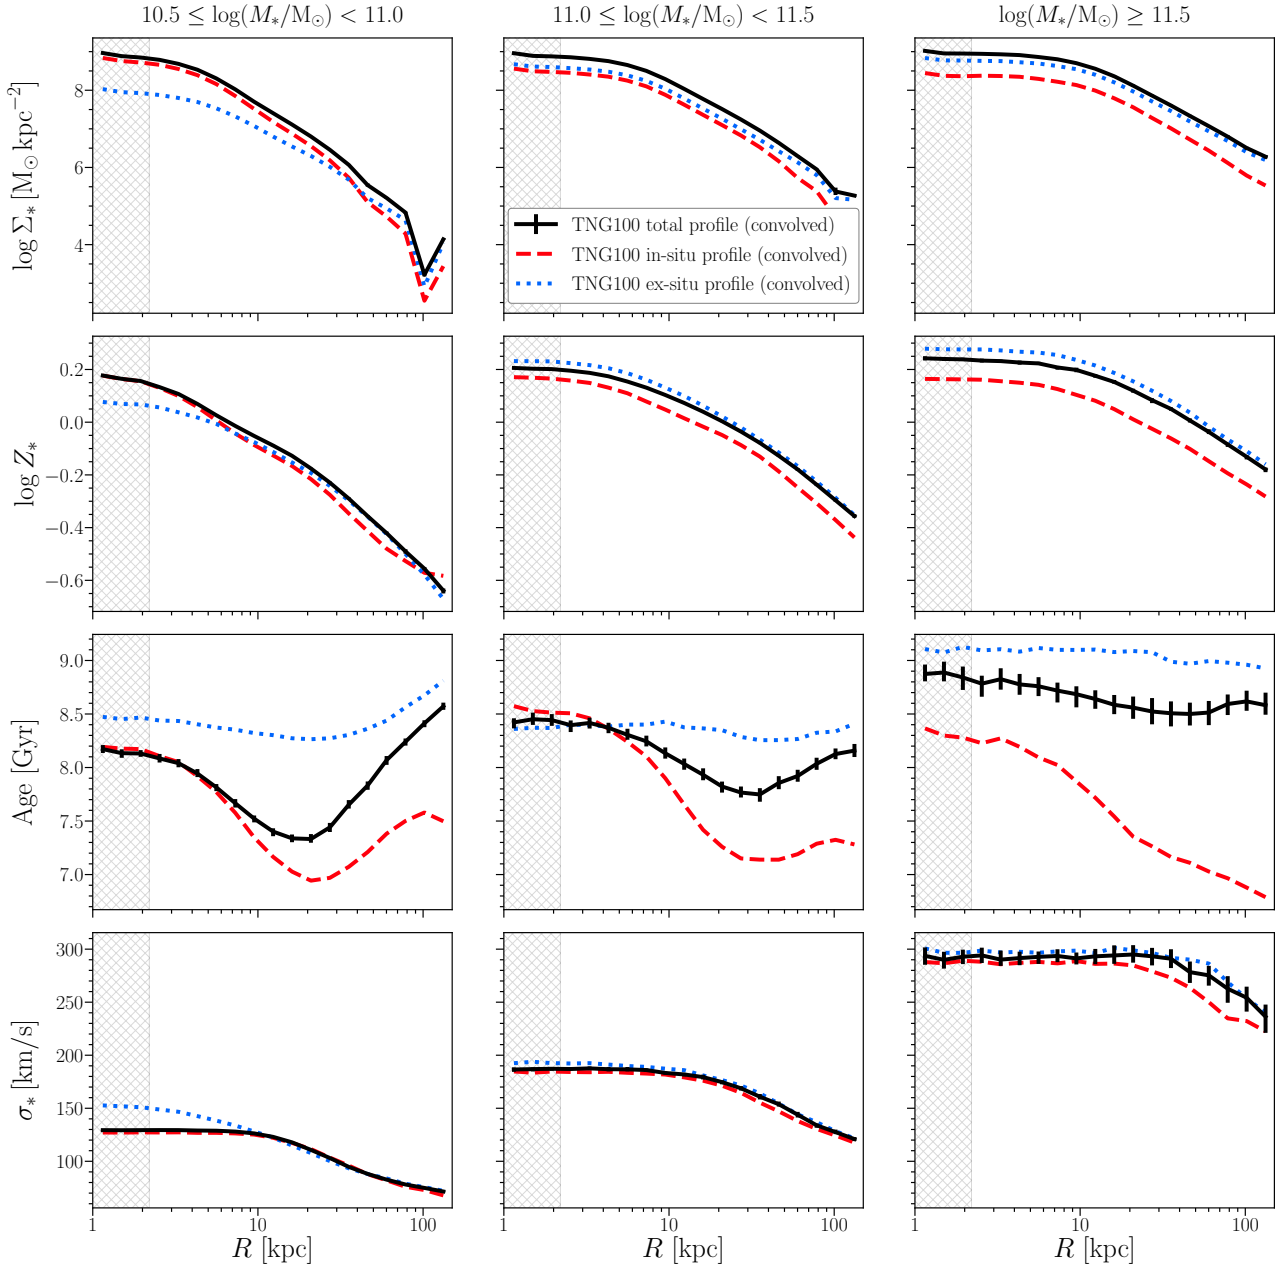 10.5 ≤ log(M*/M⊙) < 11.0
11.0 ≤ log(M*/M⊙) < 11.5
log(M*/M⊙) ≥ 11.5
log Σ* [M⊙ kpc⁻²]
8
6
4
TNG100 total profile (convolved)
TNG100 in-situ profile (convolved)
TNG100 ex-situ profile (convolved)
log Z*
0.2
0.0
−0.2
−0.4
−0.6
Age [Gyr]
9.0
8.5
8.0
7.5
7.0
σ* [km/s]
300
250
200
150
100
1 10 100
1 10 100
1 10 100
R [kpc]
R [kpc]
R [kpc]